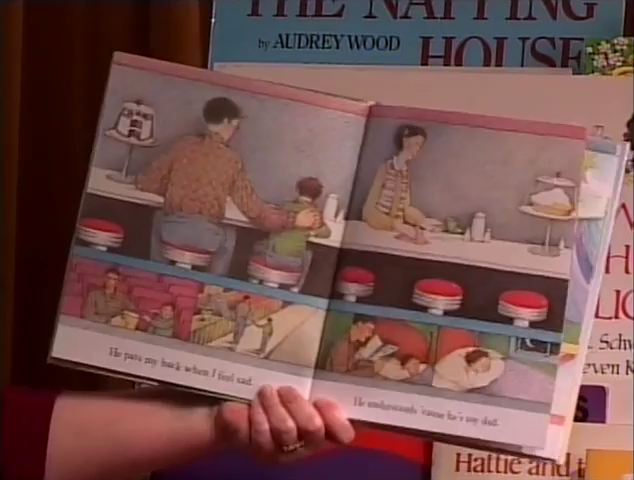 THE NAPPING
by AUDREY WOOD HOUSE
He pats my back when I feel sad.
He understands 'cause he's my dad.
Hattie and